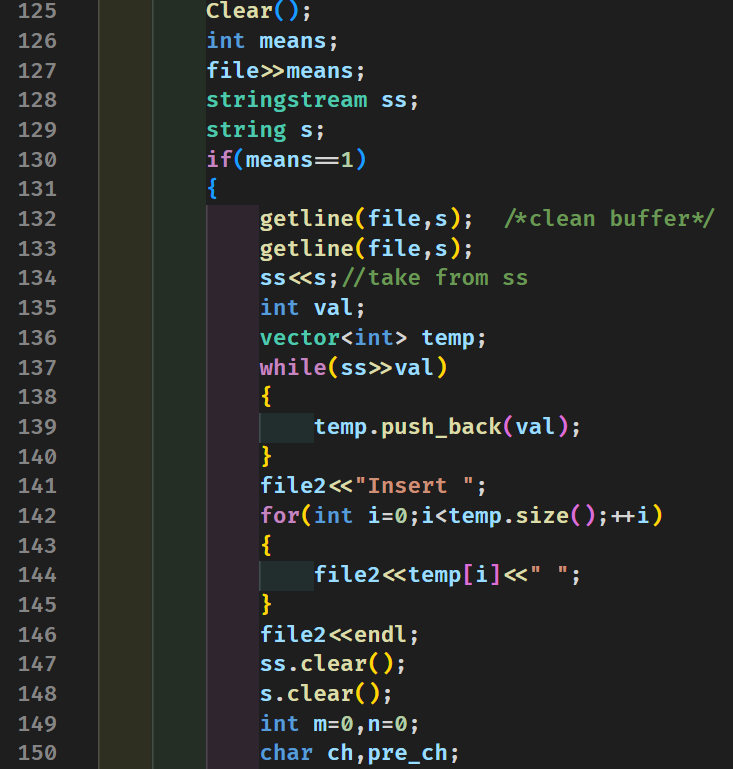 125 Clear();
126 int means;
127 file>>means;
128 stringstream ss;
129 string s;
130 if(means==1)
131 {
132 getline(file,s);  /*clean buffer*/
133 getline(file,s);
134 ss<<s;//take from ss
135 int val;
136 vector<int> temp;
137 while(ss>>val)
138 {
139 temp.push_back(val);
140 }
141 file2<<"Insert ";
142 for(int i=0;i<temp.size();++i)
143 {
144 file2<<temp[i]<<" ";
145 }
146 file2<<endl;
147 ss.clear();
148 s.clear();
149 int m=0,n=0;
150 char ch,pre_ch;